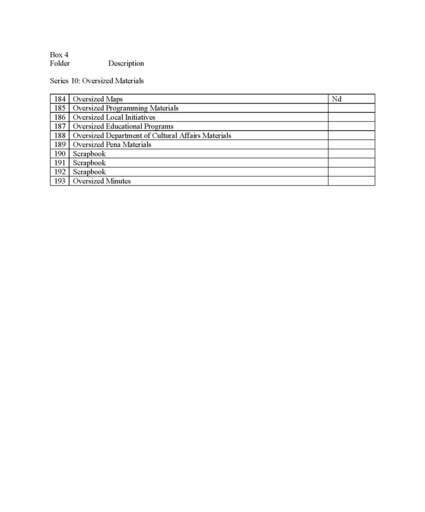 Box 4
Folder Description
Series 10: Oversized Materials
184 Oversized Maps Nd
185 Oversized Programming Materials
186 Oversized Local Initiatives
187 Oversized Educational Programs
188 Oversized Department of Cultural Affairs Materials
189 Oversized Pena Materials
190 Scrapbook
191 Scrapbook
192 Scrapbook
193 Oversized Minutes